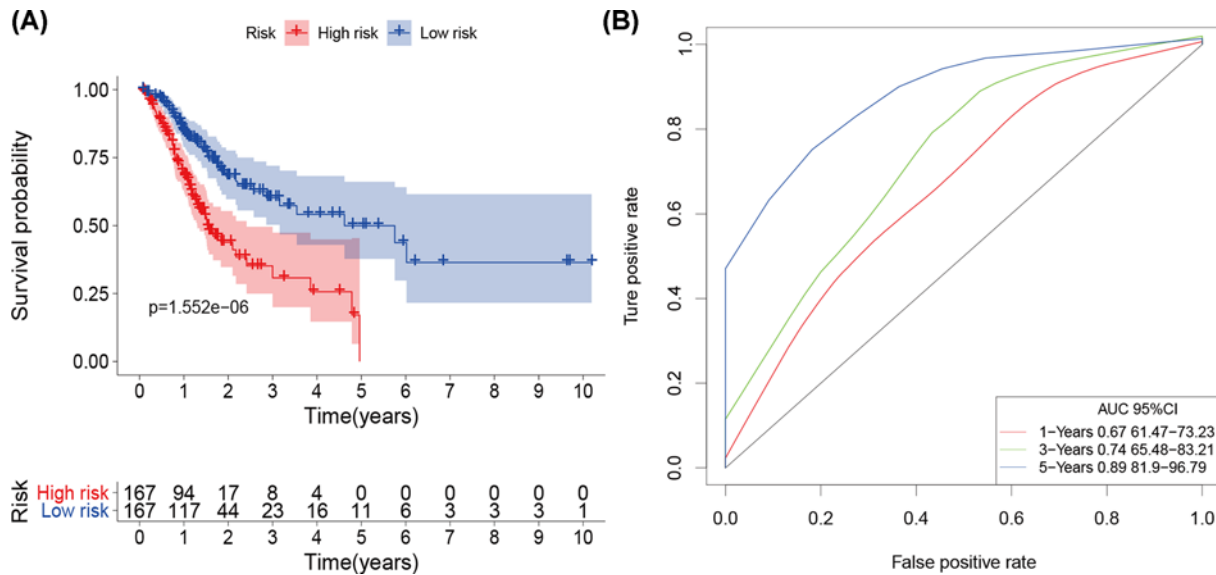 (A)
Risk High risk Low risk
Survival probability
1.00
0.75
0.50
0.25
0.00
p=1.552e−06
0 1 2 3 4 5 6 7 8 9 10
Time(years)
Risk
High risk 167 94 17 8 4 0 0 0 0 0 0
Low risk 167 117 44 23 16 11 6 3 3 3 1
0 1 2 3 4 5 6 7 8 9 10
Time(years)
(B)
Ture positive rate
1.0
0.8
0.6
0.4
0.2
0.0
AUC 95%CI
1−Years 0.67 61.47−73.23
3−Years 0.74 65.48−83.21
5−Years 0.89 81.9−96.79
0.0 0.2 0.4 0.6 0.8 1.0
False positive rate